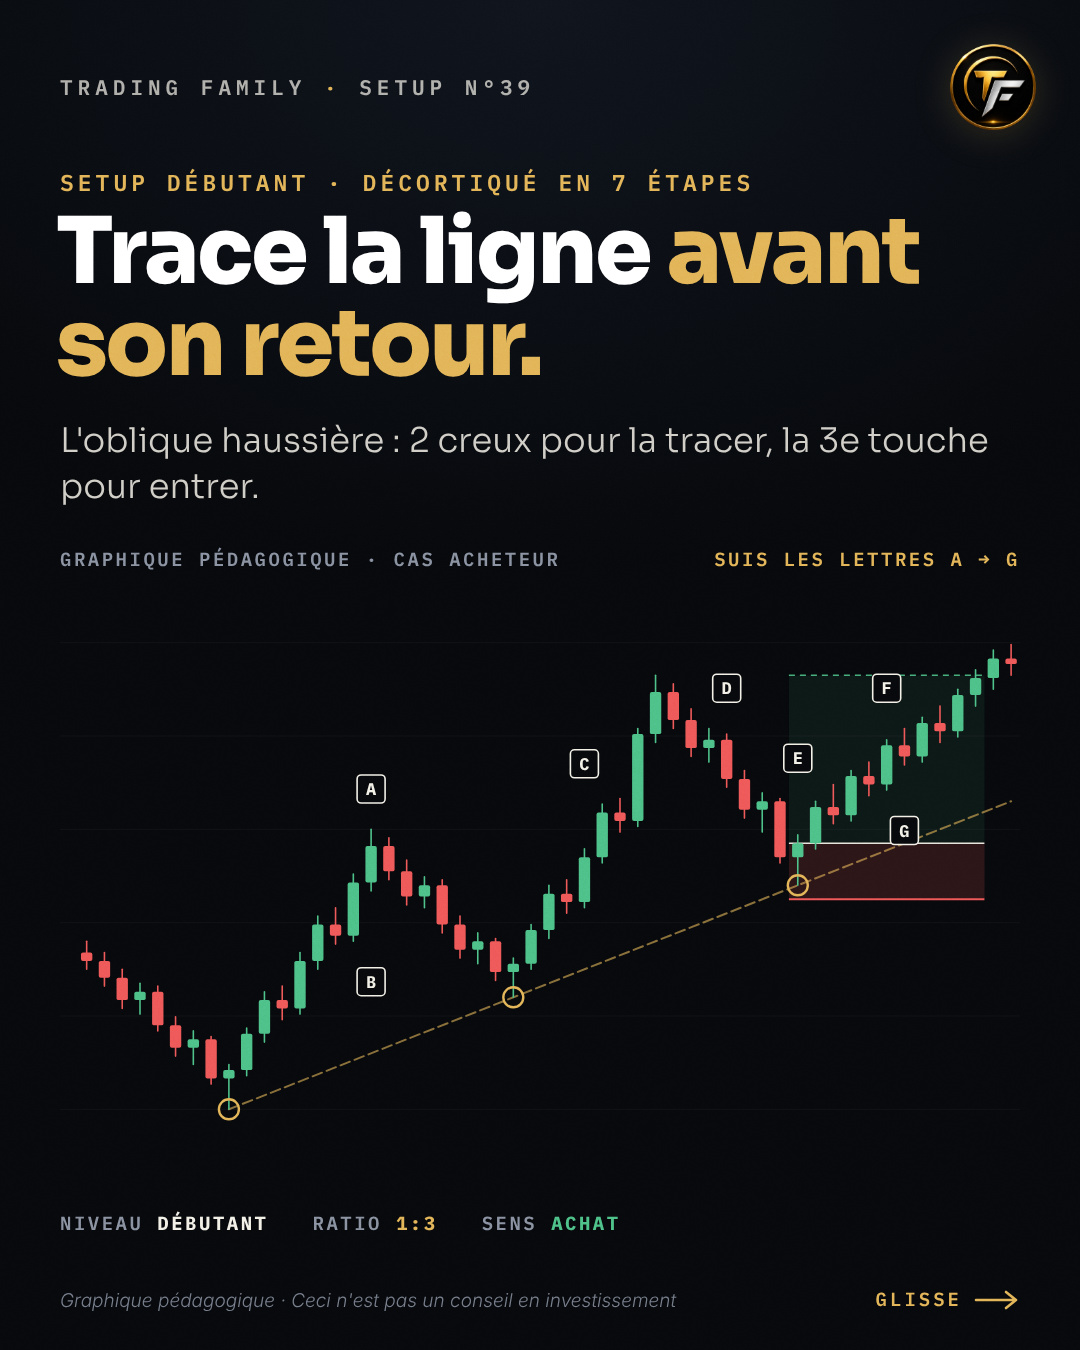 TRADING FAMILY · SETUP N°39
TF
SETUP DÉBUTANT · DÉCORTIQUÉ EN 7 ÉTAPES
Trace la ligne avant
son retour.
L'oblique haussière : 2 creux pour la tracer, la 3e touche
pour entrer.
GRAPHIQUE PÉDAGOGIQUE · CAS ACHETEUR
SUIS LES LETTRES A → G
A
B
C
D
E
F
G
NIVEAU DÉBUTANT RATIO 1:3 SENS ACHAT
Graphique pédagogique · Ceci n'est pas un conseil en investissement
GLISSE →